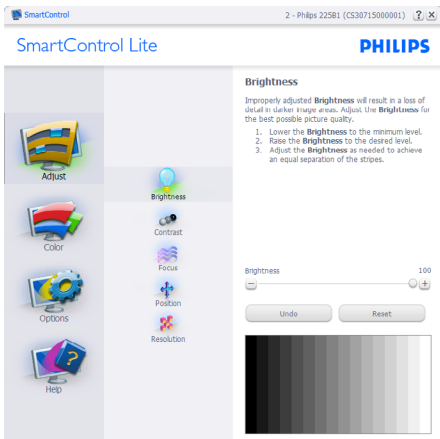 SmartControl
2 - Philips 225B1 (CS30715000001)
SmartControl Lite
PHILIPS
Adjust
Color
Options
Help
Brightness
Contrast
Focus
Position
Resolution
Brightness
Improperly adjusted Brightness will result in a loss of
detail in darker image areas. Adjust the Brightness for
the best possible picture quality.
1. Lower the Brightness to the minimum level.
2. Raise the Brightness to the desired level.
3. Adjust the Brightness as needed to achieve
an equal separation of the stripes.
Brightness 100
Undo Reset